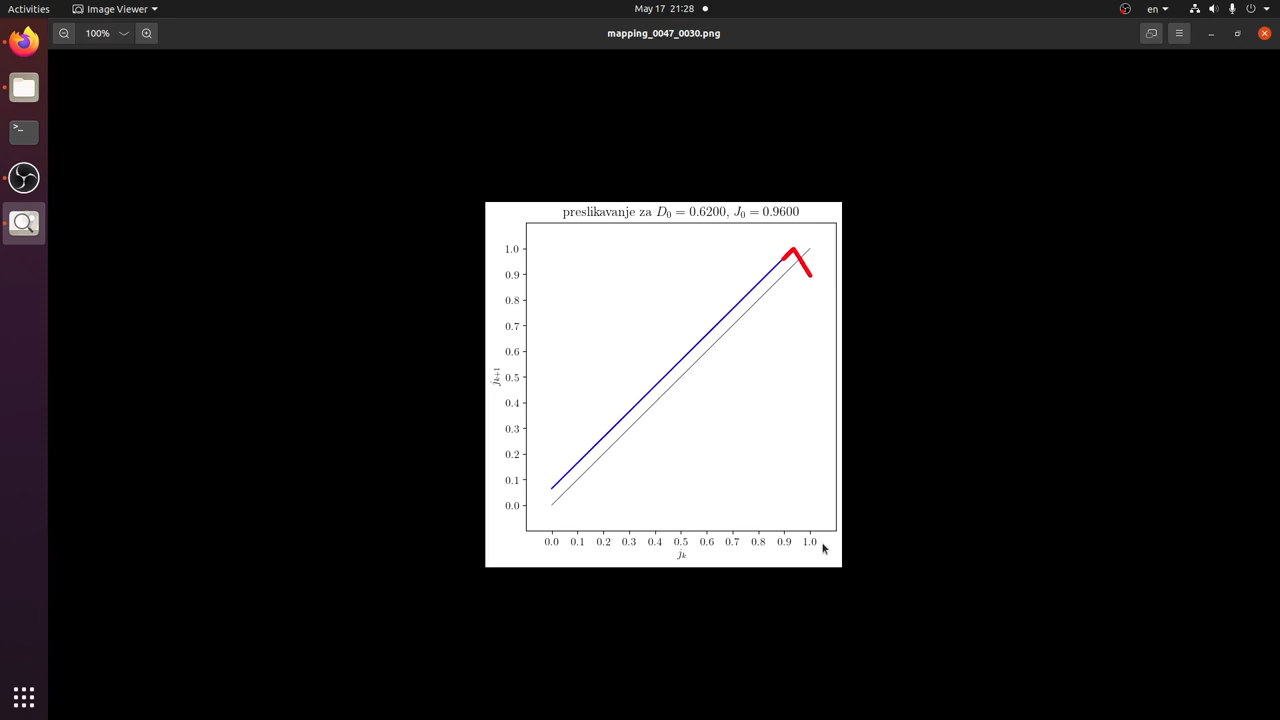 Activities
Image Viewer
May 17 21:28
en
100%
mapping_0047_0030.png
preslikavanje za D₀ = 0.6200, J₀ = 0.9600
1.0
0.9
0.8
0.7
0.6
0.5
0.4
0.3
0.2
0.1
0.0
jₖ₊₁
0.0 0.1 0.2 0.3 0.4 0.5 0.6 0.7 0.8 0.9 1.0
jₖ